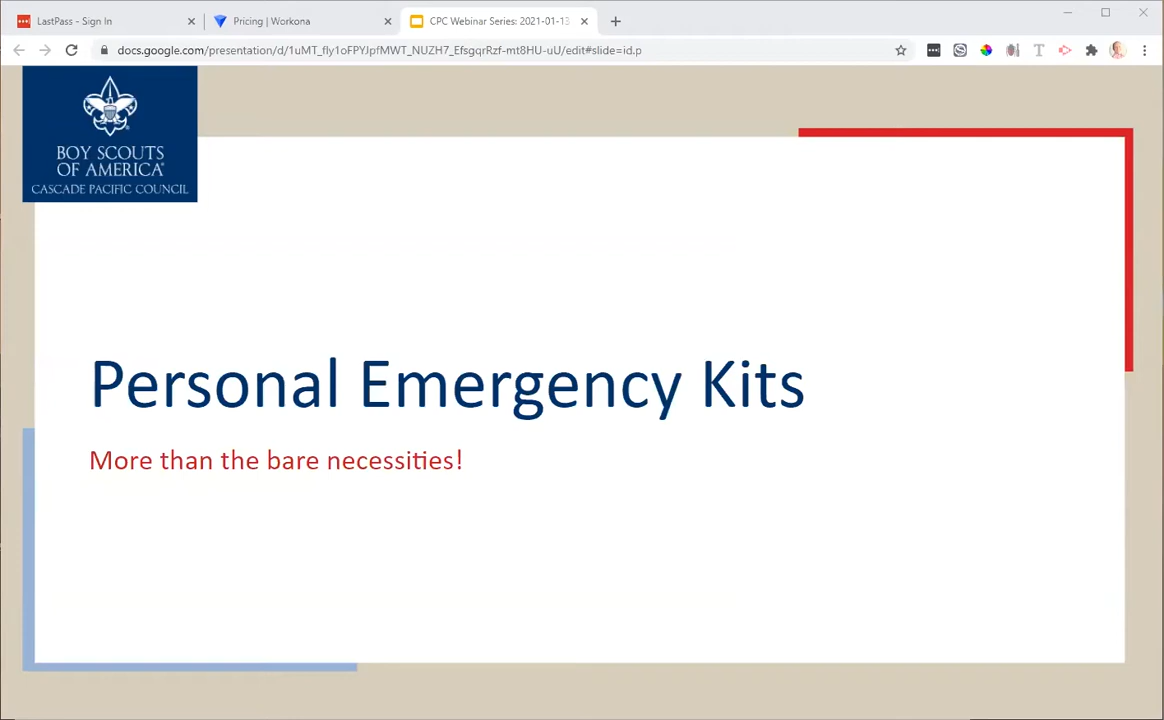 LastPass - Sign In
Pricing | Workona
CPC Webinar Series: 2021-01-13
docs.google.com/presentation/d/1uMT_fly1oFPYJpfMWT_NUZH7_EfsgqrRzf-mt8HU-uU/edit#slide=id.p
BOY SCOUTS
OF AMERICA®
CASCADE PACIFIC COUNCIL
Personal Emergency Kits
More than the bare necessities!